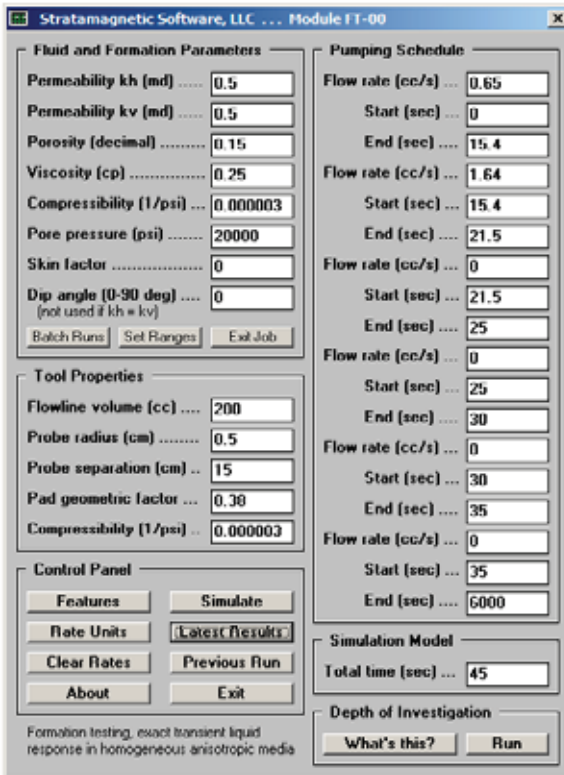 Stratamagnetic Software, LLC ... Module FT-00
Fluid and Formation Parameters
Permeability kh (md) ..... 0.5
Permeability kv (md) ..... 0.5
Porosity (decimal) ......... 0.15
Viscosity (cp) ............. 0.25
Compressibility (1/psi) ... 0.000003
Pore pressure (psi) ....... 20000
Skin factor .................. 0
Dip angle (0-90 deg) .... 0
(not used if kh = kv)
Batch Runs Set Ranges Exit Job
Tool Properties
Flowline volume (cc) .... 200
Probe radius (cm) ........ 0.5
Probe separation (cm) .. 15
Pad geometric factor ... 0.38
Compressibility (1/psi) .. 0.000003
Control Panel
Features Simulate
Rate Units Latest Results
Clear Rates Previous Run
About Exit
Formation testing, exact transient liquid
response in homogeneous anisotropic media
Pumping Schedule
Flow rate (cc/s) ... 0.65
Start (sec) ... 0
End (sec) .... 15.4
Flow rate (cc/s) ... 1.64
Start (sec) ... 15.4
End (sec) .... 21.5
Flow rate (cc/s) ... 0
Start (sec) ... 21.5
End (sec) .... 25
Flow rate (cc/s) ... 0
Start (sec) ... 25
End (sec) .... 30
Flow rate (cc/s) ... 0
Start (sec) ... 30
End (sec) .... 35
Flow rate (cc/s) ... 0
Start (sec) ... 35
End (sec) .... 6000
Simulation Model
Total time (sec) ... 45
Depth of Investigation
What's this? Run